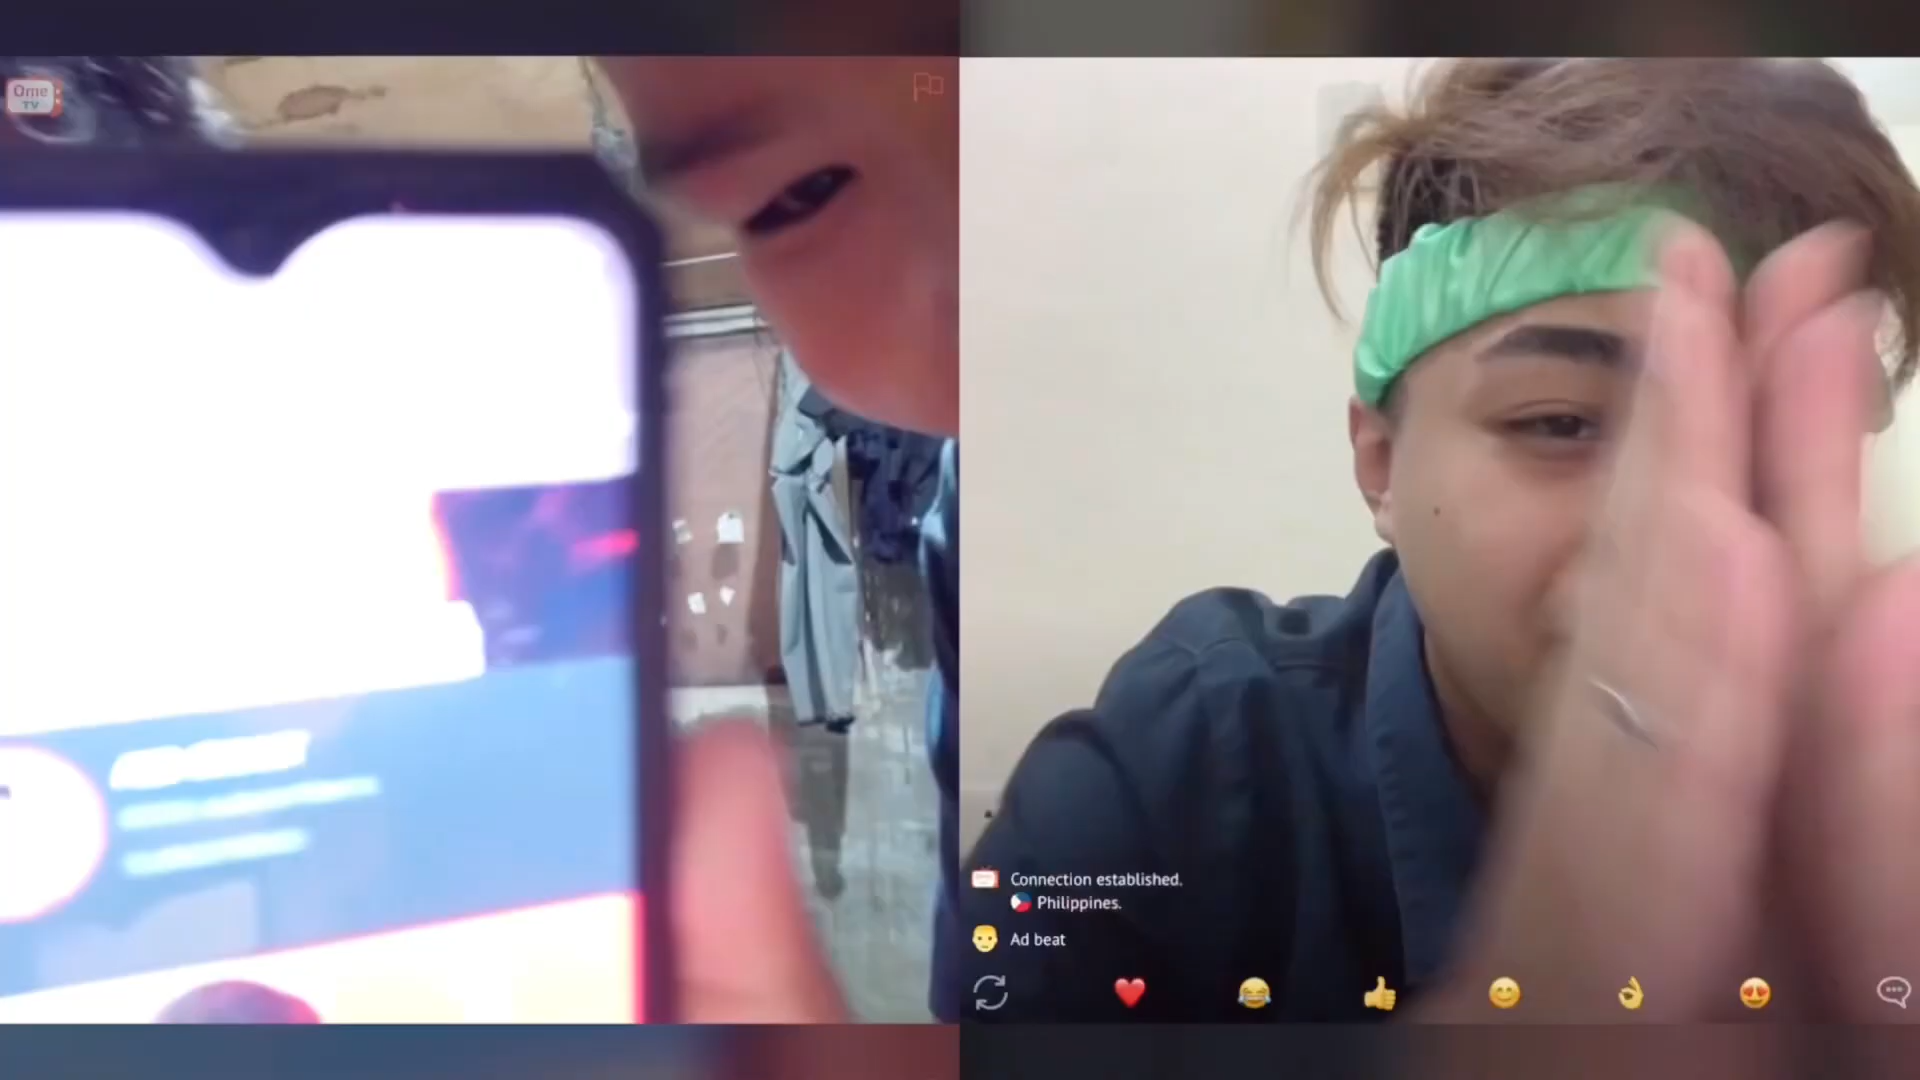 Ome
TV
Connection established.
Philippines.
Ad beat